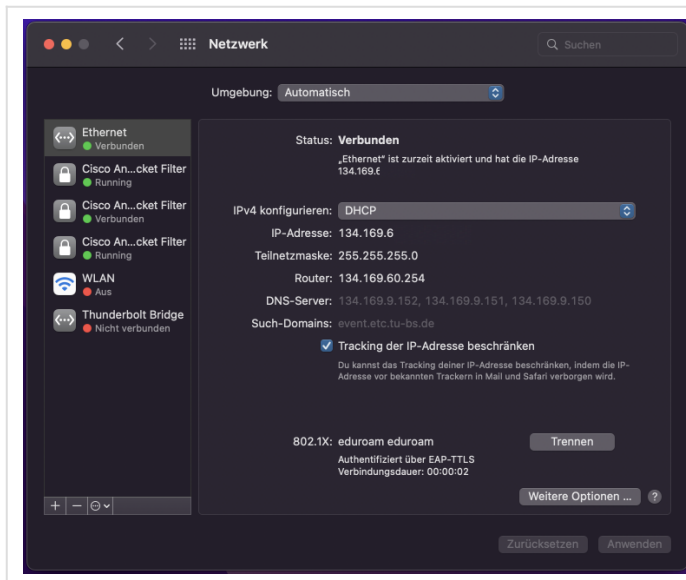 Netzwerk
Suchen
Umgebung: Automatisch
Ethernet
Verbunden
Cisco An...cket Filter
Running
Cisco An...cket Filter
Verbunden
Cisco An...cket Filter
Running
WLAN
Aus
Thunderbolt Bridge
Nicht verbunden
Status: Verbunden
„Ethernet“ ist zurzeit aktiviert und hat die IP-Adresse
134.169.6
IPv4 konfigurieren: DHCP
IP-Adresse: 134.169.6
Teilnetzmaske: 255.255.255.0
Router: 134.169.60.254
DNS-Server: 134.169.9.152, 134.169.9.151, 134.169.9.150
Such-Domains: event.etc.tu-bs.de
Tracking der IP-Adresse beschränken
Du kannst das Tracking deiner IP-Adresse beschränken, indem die IP-
Adresse vor bekannten Trackern in Mail und Safari verborgen wird.
802.1X: eduroam eduroam
Trennen
Authentifiziert über EAP-TTLS
Verbindungsdauer: 00:00:02
Weitere Optionen ... ?
Zurücksetzen Anwenden